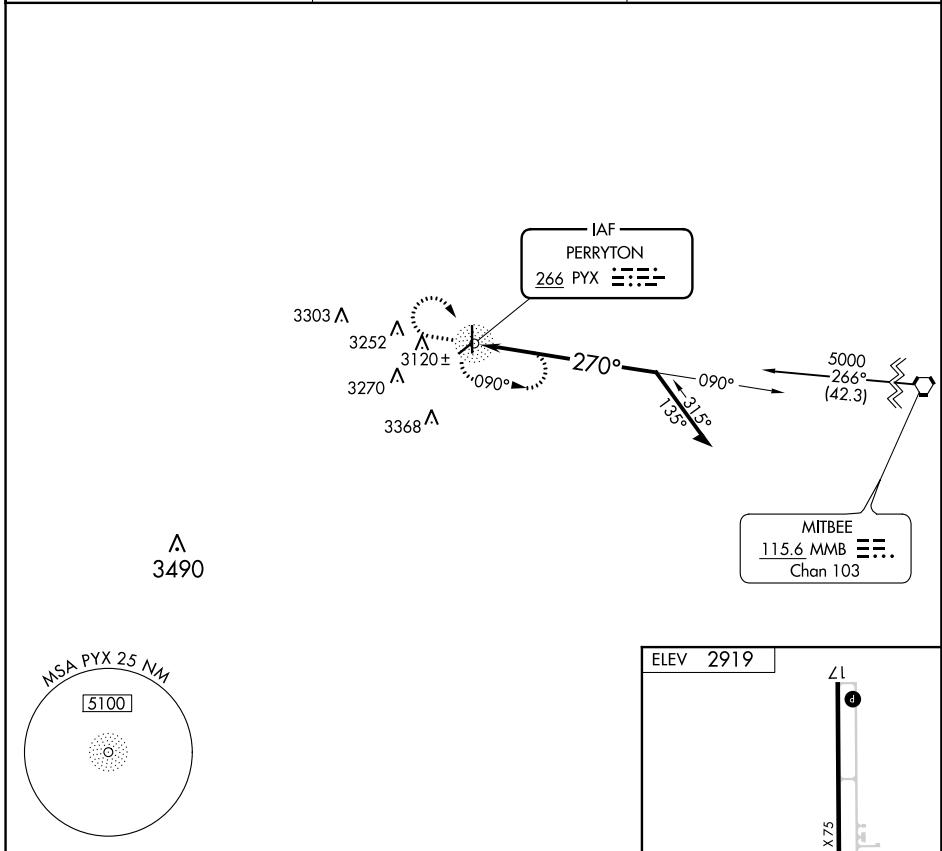 IAF
PERRYTON
266 PYX
3303
3252
3120±
3270
3368
090°
270°
090°
315°
135°
5000
266°
(42.3)
MITBEE
115.6 MMB
Chan 103
3490
MSA PYX 25 NM
5100
ELEV 2919
17
P
X 75